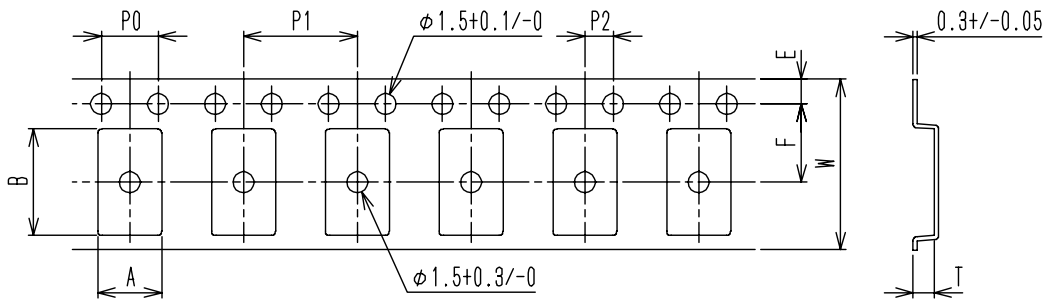 P0
P1
φ1.5+0.1/-0
P2
0.3+/-0.05
E
F
W
B
A
φ1.5+0.3/-0
T